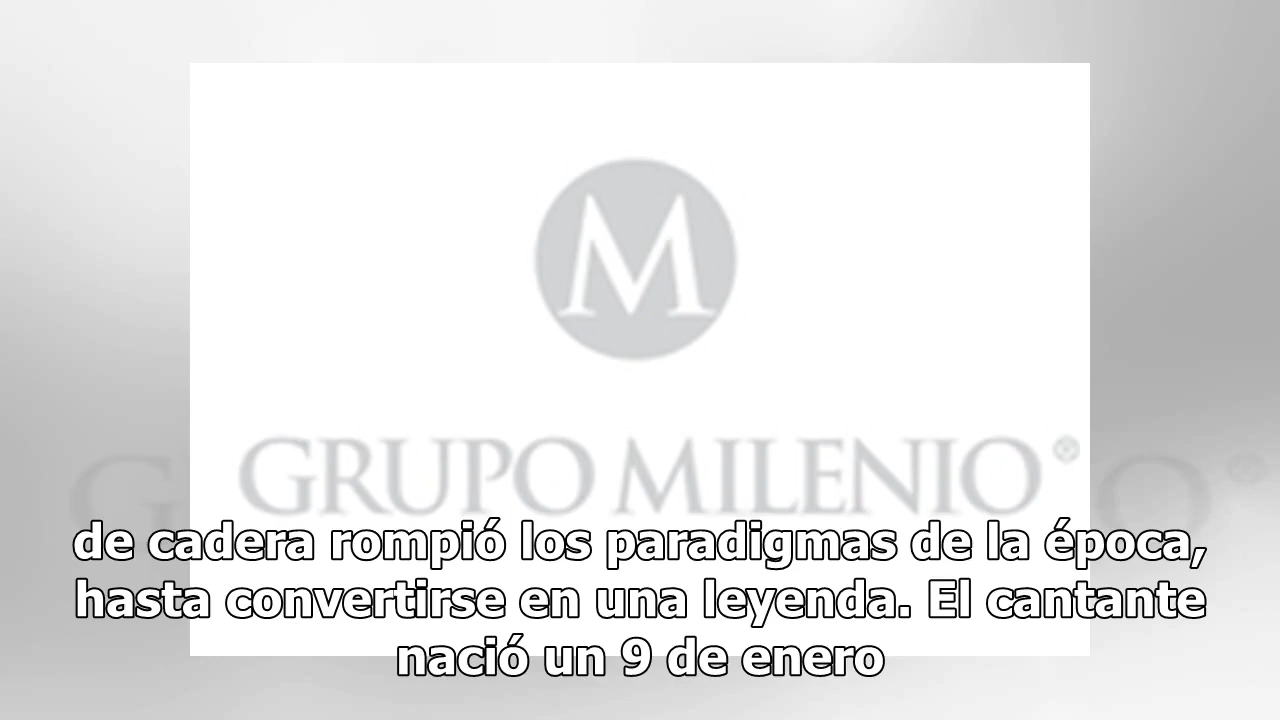 M
GRUPO MILENIO®
de cadera rompió los paradigmas de la época,
hasta convertirse en una leyenda. El cantante
nació un 9 de enero